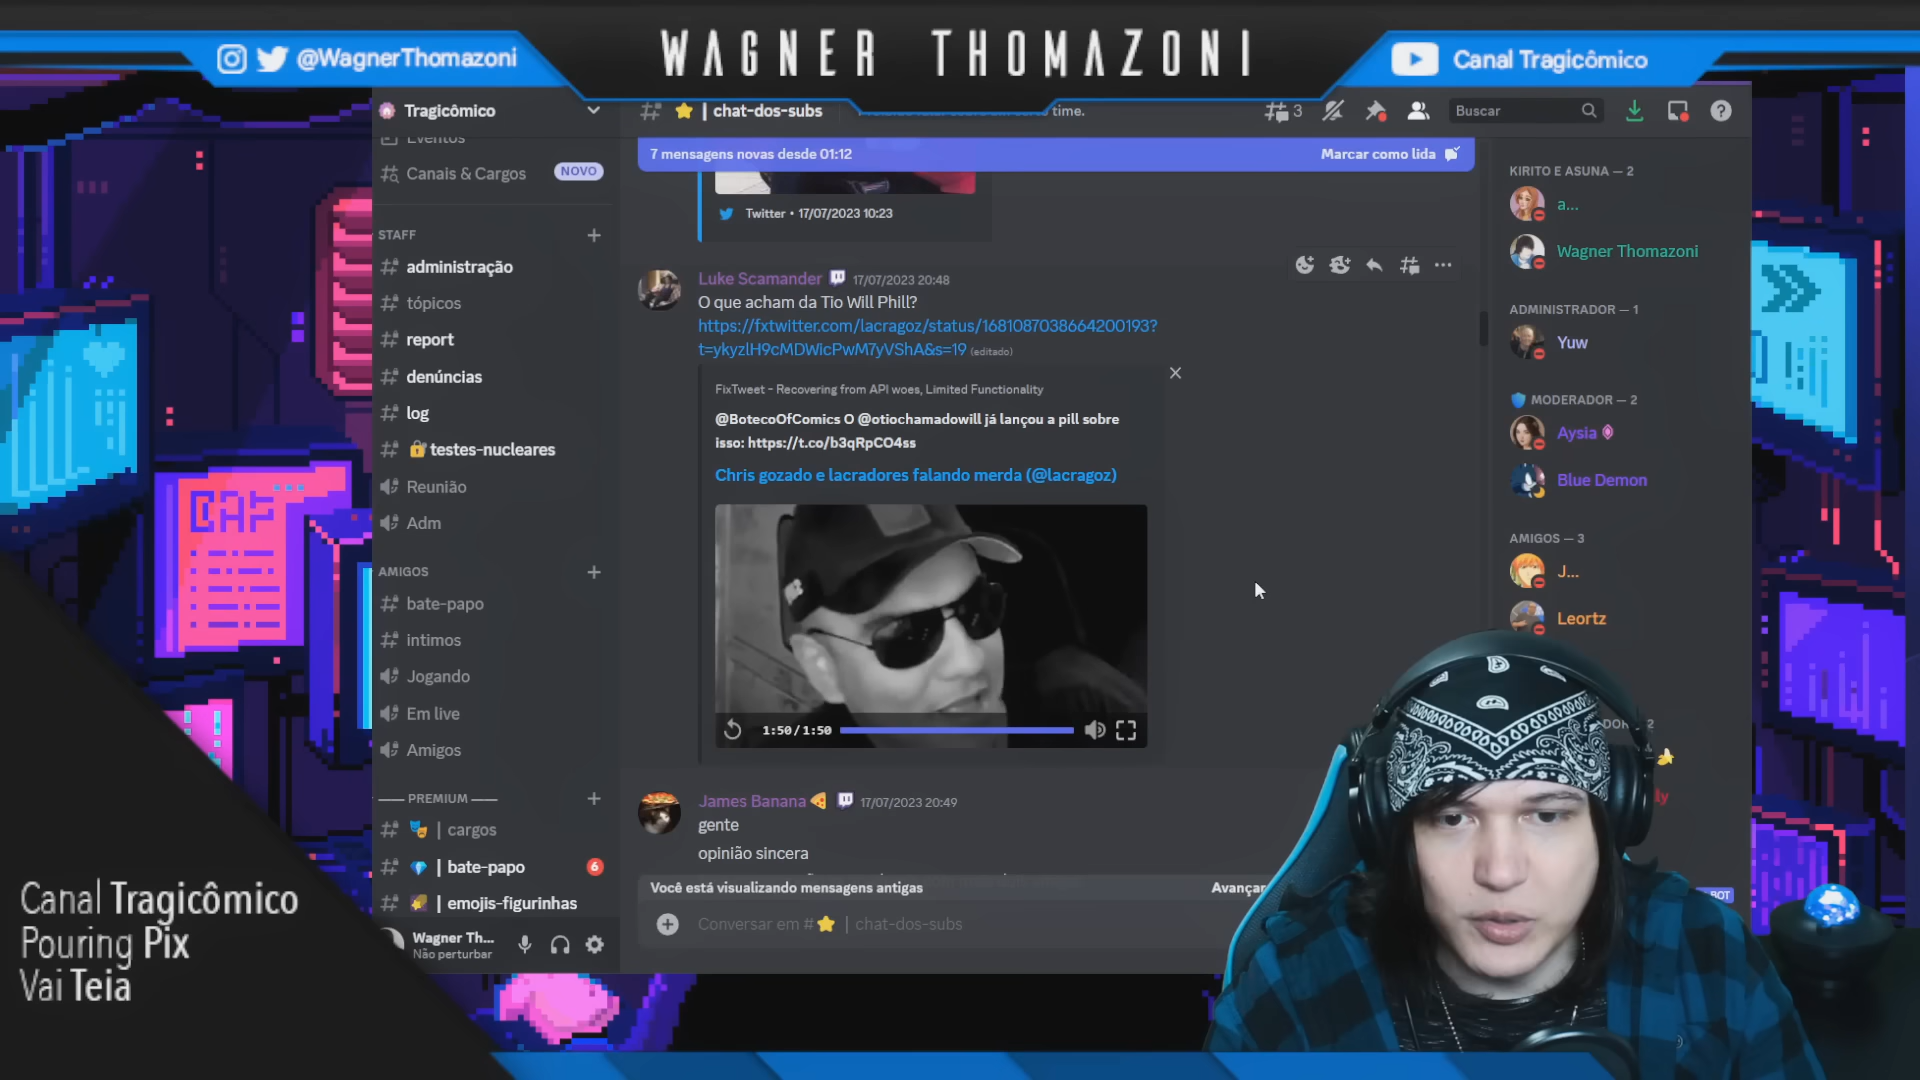 @WagnerThomazoni
WAGNER THOMAZONI
Canal Tragicômico
Tragicômico
Eventos
Canais & Cargos
NOVO
STAFF
administração
tópicos
report
denúncias
log
testes-nucleares
Reunião
Adm
AMIGOS
bate-papo
intimos
Jogando
Em live
Amigos
PREMIUM
| cargos
| bate-papo
6
| emojis-figurinhas
Wagner Th...
Não perturbar
| chat-dos-subs
time.
3
Buscar
7 mensagens novas desde 01:12
Marcar como lida
Twitter • 17/07/2023 10:23
Luke Scamander 17/07/2023 20:48
O que acham da Tio Will Phill?
https://fxtwitter.com/lacragoz/status/1681087038664200193?
t=ykyzlH9cMDWicPwM7yVShA&s=19 (editado)
FixTweet - Recovering from API woes, Limited Functionality
@BotecoOfComics O @otiochamadowill já lançou a pill sobre
isso: https://t.co/b3qRpCO4ss
Chris gozado e lacradores falando merda (@lacragoz)
1:50/1:50
James Banana 17/07/2023 20:49
gente
opinião sincera
Você está visualizando mensagens antigas
Avançar
Conversar em # | chat-dos-subs
KIRITO E ASUNA — 2
a...
Wagner Thomazoni
ADMINISTRADOR — 1
Yuw
MODERADOR — 2
Aysia
Blue Demon
AMIGOS — 3
J...
Leortz
BOT
Canal Tragicômico
Pouring Pix
Vai Teia